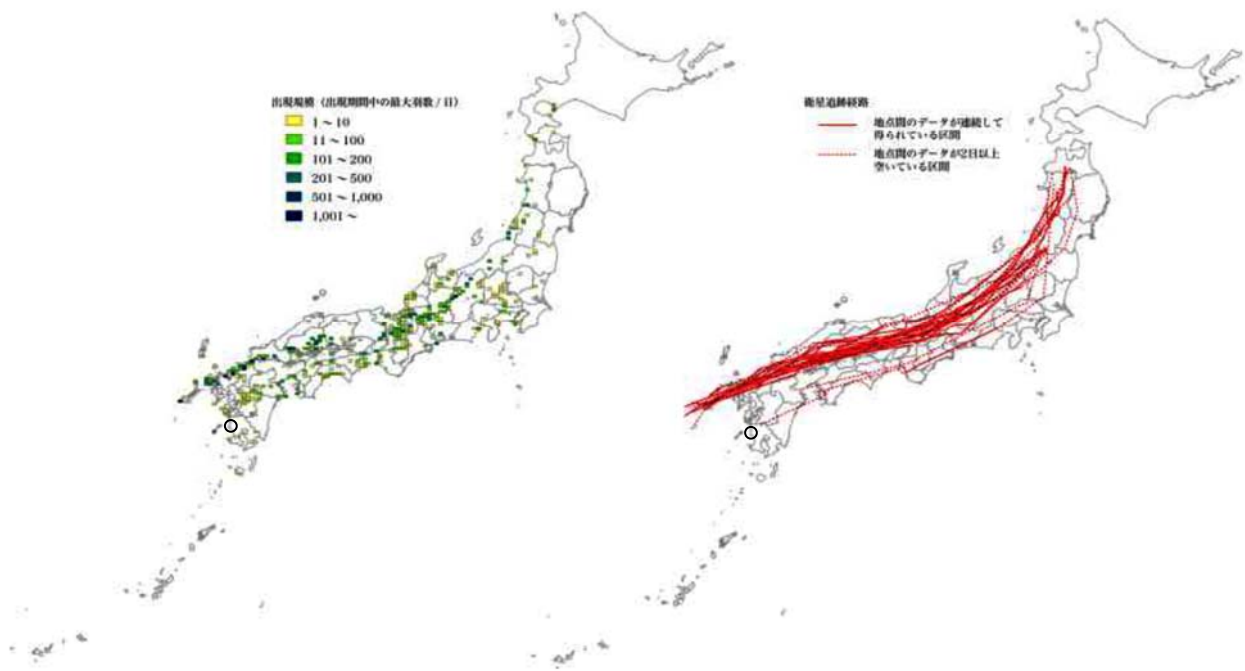 出現規模（出現期間中の最大羽数 / 日）
1 ～ 10
11 ～ 100
101 ～ 200
201 ～ 500
501 ～ 1,000
1,001 ～
衛星追跡経路
地点間のデータが連続して
得られている区間
地点間のデータが2日以上
空いている区間